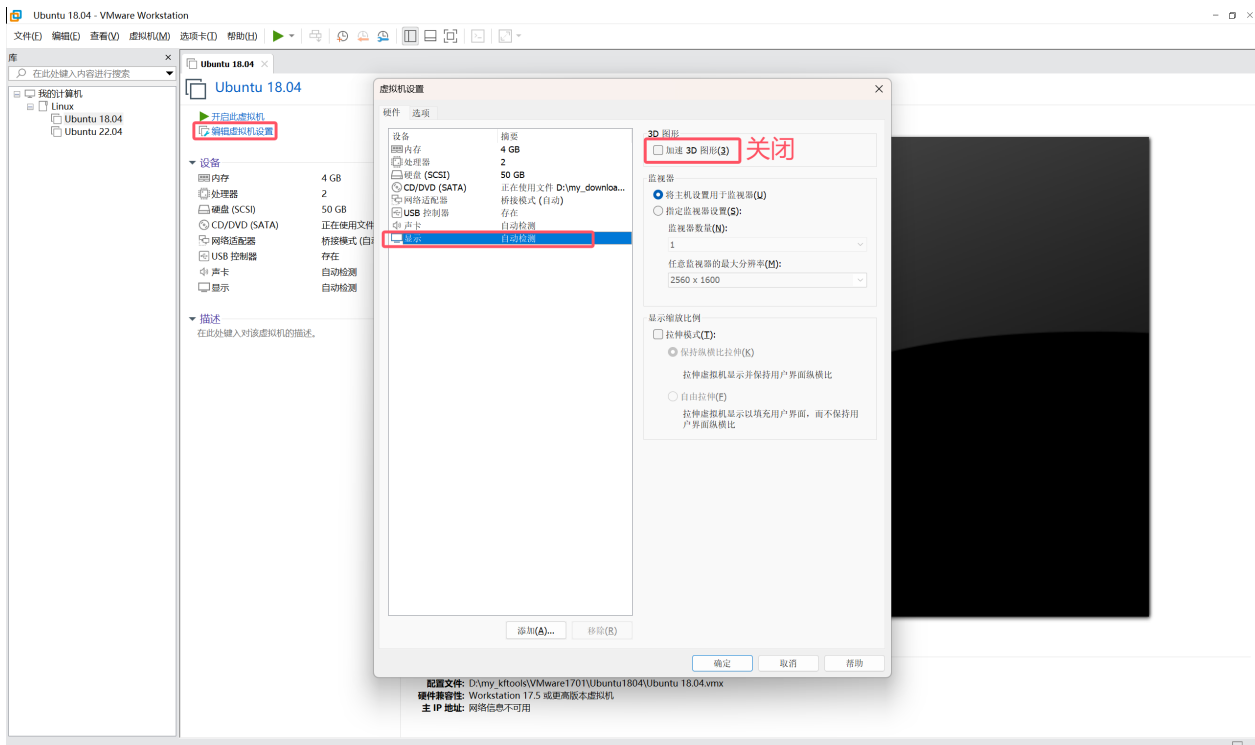 Ubuntu 18.04 - VMware Workstation
文件(F) 编辑(E) 查看(V) 虚拟机(M) 选项卡(T) 帮助(H)
库
在此处键入内容进行搜索
我的计算机
Linux
Ubuntu 18.04
Ubuntu 22.04
Ubuntu 18.04
Ubuntu 18.04
开启此虚拟机
编辑虚拟机设置
设备
内存 4 GB
处理器 2
硬盘 (SCSI) 50 GB
CD/DVD (SATA) 正在使用文件
网络适配器 桥接模式 (自
USB 控制器 存在
声卡 自动检测
显示 自动检测
描述
在此处键入对该虚拟机的描述。
虚拟机设置
硬件 选项
设备 摘要
内存 4 GB
处理器 2
硬盘 (SCSI) 50 GB
CD/DVD (SATA) 正在使用文件 D:\my_downloa...
网络适配器 桥接模式 (自动)
USB 控制器 存在
声卡 自动检测
显示 自动检测
添加(A)... 移除(R)
3D 图形
加速 3D 图形(3) 关闭
监视器
将主机设置用于监视器(U)
指定监视器设置(S):
监视器数量(N):
1
任意监视器的最大分辨率(M):
2560 x 1600
显示缩放比例
拉伸模式(T):
保持纵横比拉伸(K)
拉伸虚拟机显示并保持用户界面纵横比
自由拉伸(F)
拉伸虚拟机显示以填充用户界面，而不保持用
户界面纵横比
确定 取消 帮助
配置文件: D:\my_kftools\VMware1701\Ubuntu1804\Ubuntu 18.04.vmx
硬件兼容性: Workstation 17.5 或更高版本虚拟机
主 IP 地址: 网络信息不可用